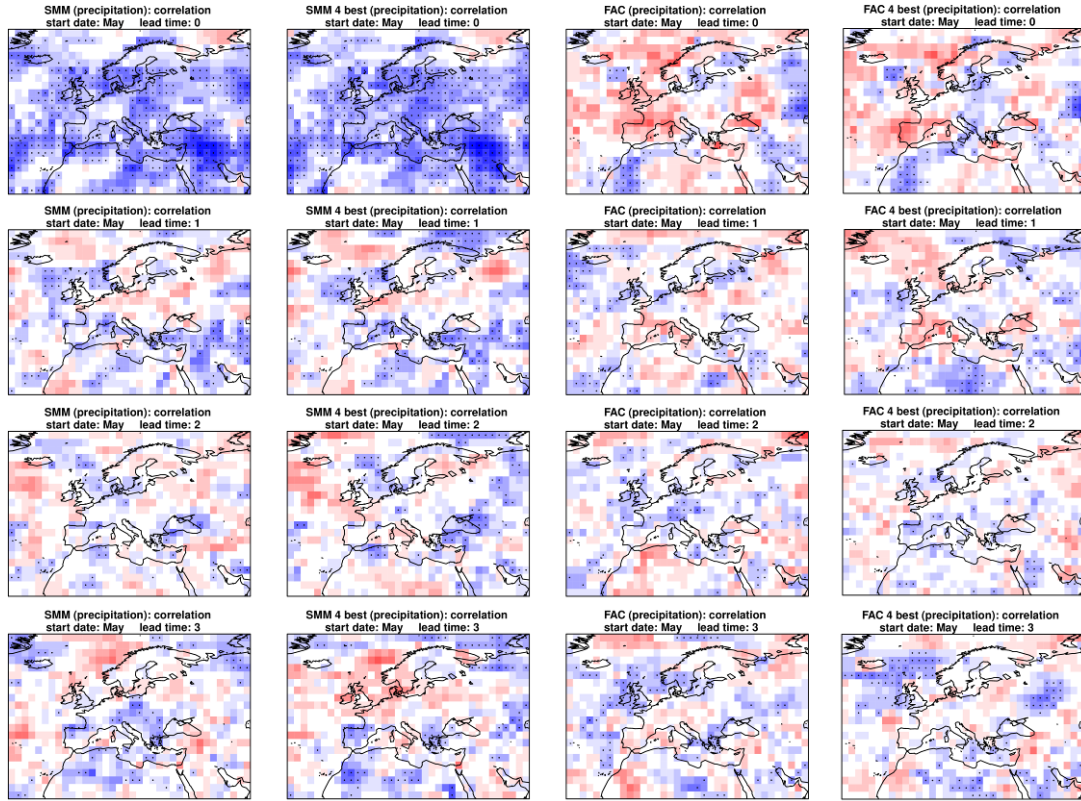 SMM (precipitation): correlation
start date: May lead time: 0
SMM 4 best (precipitation): correlation
start date: May lead time: 0
FAC (precipitation): correlation
start date: May lead time: 0
FAC 4 best (precipitation): correlation
start date: May lead time: 0
SMM (precipitation): correlation
start date: May lead time: 1
SMM 4 best (precipitation): correlation
start date: May lead time: 1
FAC (precipitation): correlation
start date: May lead time: 1
FAC 4 best (precipitation): correlation
start date: May lead time: 1
SMM (precipitation): correlation
start date: May lead time: 2
SMM 4 best (precipitation): correlation
start date: May lead time: 2
FAC (precipitation): correlation
start date: May lead time: 2
FAC 4 best (precipitation): correlation
start date: May lead time: 2
SMM (precipitation): correlation
start date: May lead time: 3
SMM 4 best (precipitation): correlation
start date: May lead time: 3
FAC (precipitation): correlation
start date: May lead time: 3
FAC 4 best (precipitation): correlation
start date: May lead time: 3